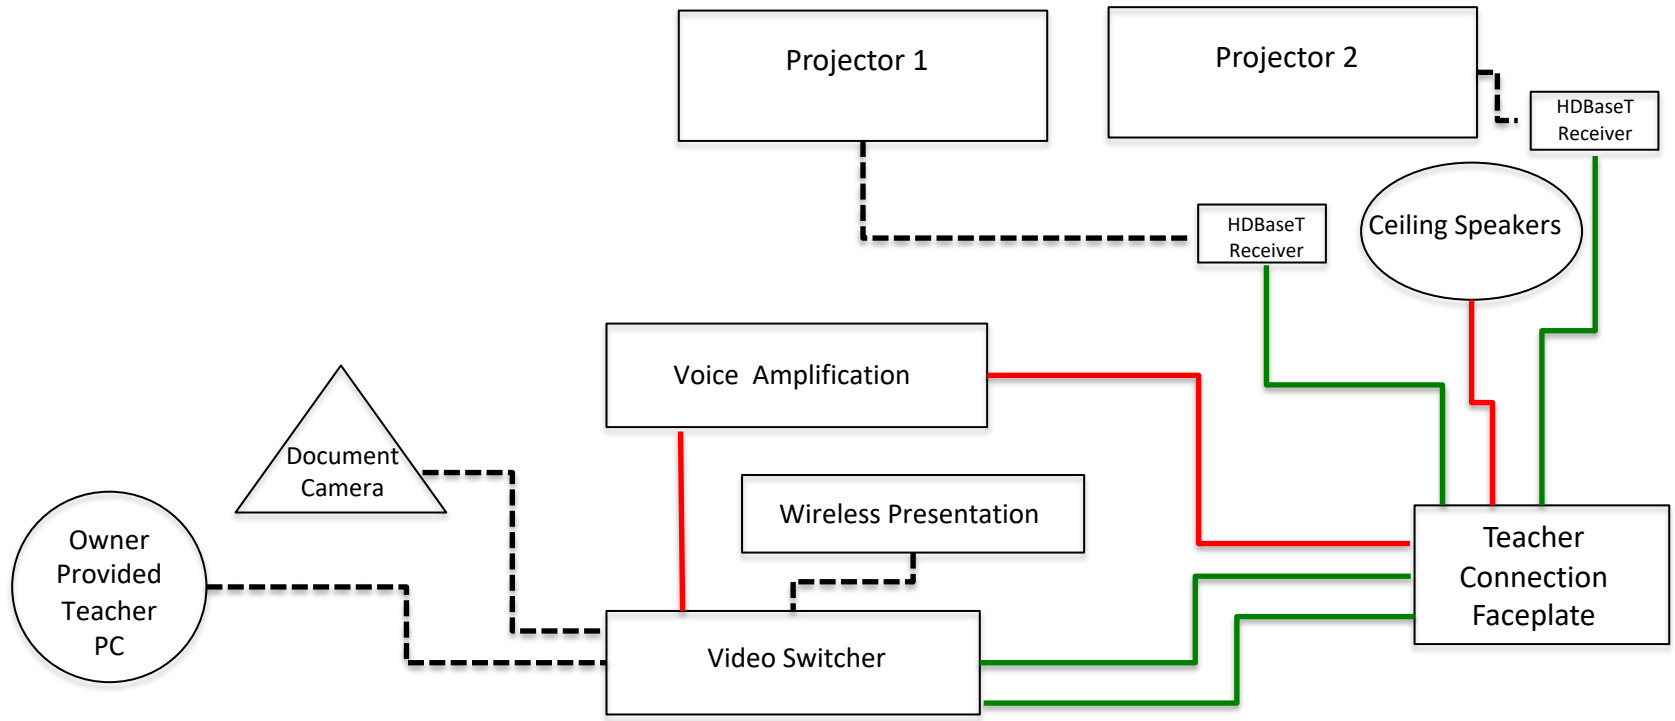 Projector 1
Projector 2
HDBaseT
Receiver
HDBaseT
Receiver
Ceiling Speakers
Voice Amplification
Document
Camera
Wireless Presentation
Owner
Provided
Teacher
PC
Teacher
Connection
Faceplate
Video Switcher